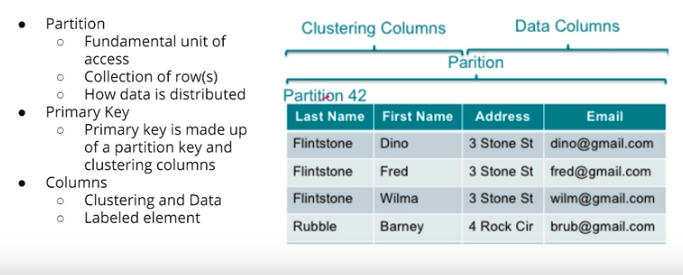 ● Partition
○ Fundamental unit of
access
○ Collection of row(s)
○ How data is distributed
● Primary Key
○ Primary key is made up
of a partition key and
clustering columns
● Columns
○ Clustering and Data
○ Labeled element
Clustering Columns Data Columns
Parition
Partition 42
Last Name First Name Address Email
Flintstone Dino 3 Stone St dino@gmail.com
Flintstone Fred 3 Stone St fred@gmail.com
Flintstone Wilma 3 Stone St wilm@gmail.com
Rubble Barney 4 Rock Cir brub@gmail.com